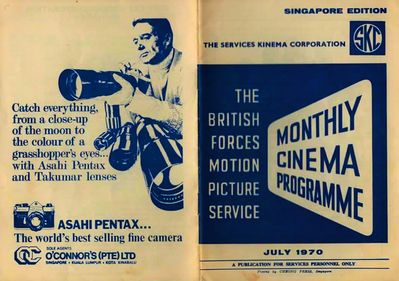 Catch everything,
from a close-up
of the moon to
the colour of a
grasshopper's eyes...
with Asahi Pentax
and Takumar lenses
ASAHI PENTAX...
The world's best selling fine camera
OC
SOLE AGENTS
O'CONNOR'S (PTE) LTD
SINGAPORE • KUALA LUMPUR • KOTA KINABALU
SINGAPORE EDITION
THE SERVICES KINEMA CORPORATION
SKC
THE
BRITISH
FORCES
MOTION
PICTURE
SERVICE
MONTHLY
CINEMA
PROGRAMME
JULY 1970
A PUBLICATION FOR SERVICES PERSONNEL ONLY
PRESS, Singapore